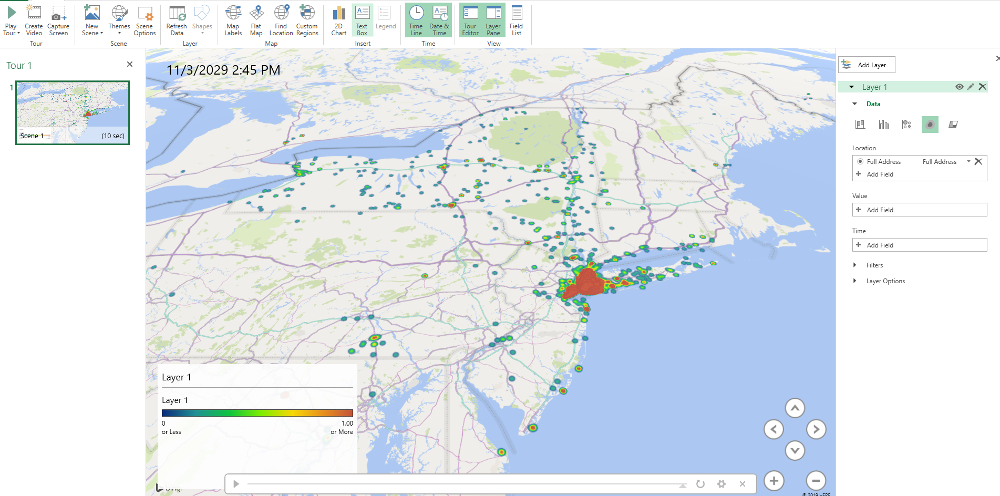 Play
Tour
Create
Video
Capture
Screen
Tour
New
Scene
Themes
Scene
Options
Scene
Refresh
Data
Shapes
Layer
Map
Labels
Flat
Map
Find
Location
Custom
Regions
Map
2D
Chart
Text
Box
Legend
Insert
Time
Line
Date &
Time
Time
Tour
Editor
Layer
Pane
Field
List
View
Tour 1
1
Scene 1 (10 sec)
11/3/2029 2:45 PM
Layer 1
Layer 1
0 1.00
or Less or More
bing
© 2019 HERE
Add Layer
Layer 1
Data
Location
Full Address Full Address
Add Field
Value
Add Field
Time
Add Field
Filters
Layer Options